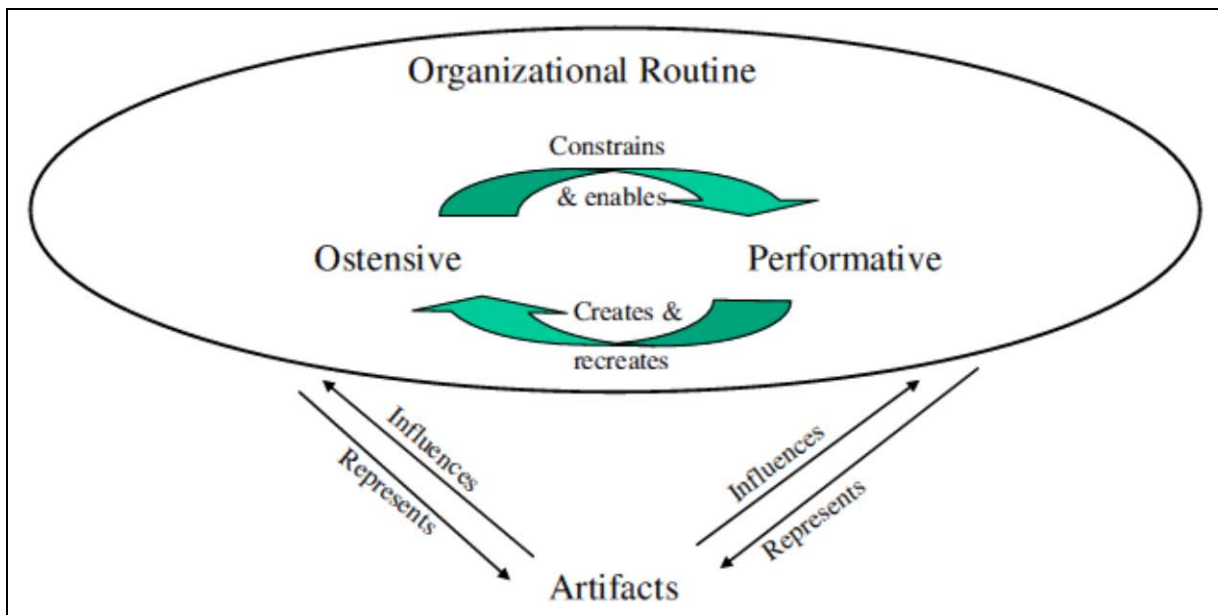 Organizational Routine
Constrains
& enables
Ostensive
Performative
Creates &
recreates
Influences
Represents
Influences
Represents
Artifacts